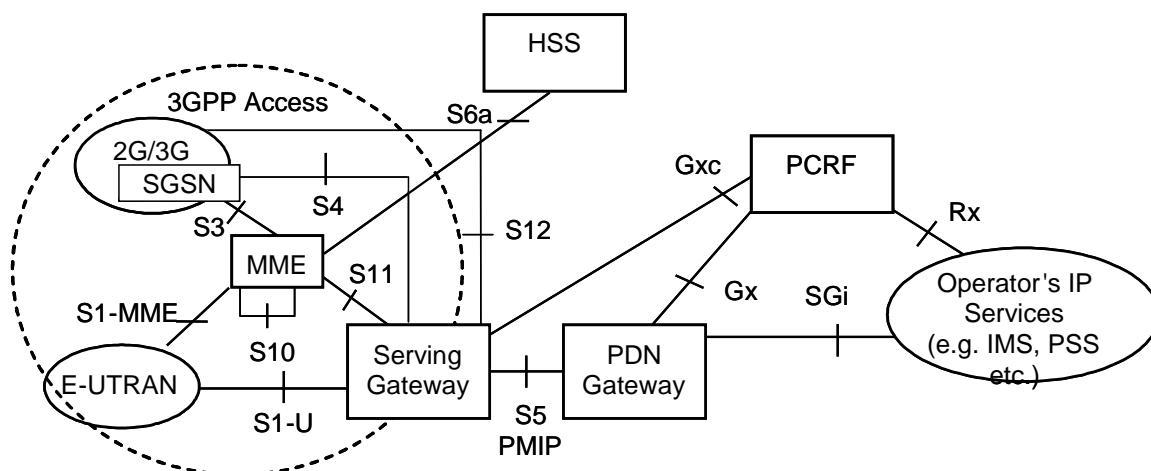 HSS
3GPP Access
S6a
2G/3G
SGSN
Gxc
PCRF
S4
S3
Rx
S12
MME
S11
Operator's IP
Services
(e.g. IMS, PSS
etc.)
Gx
SGi
S1-MME
S10
Serving
Gateway
PDN
Gateway
E-UTRAN
S1-U
S5
PMIP